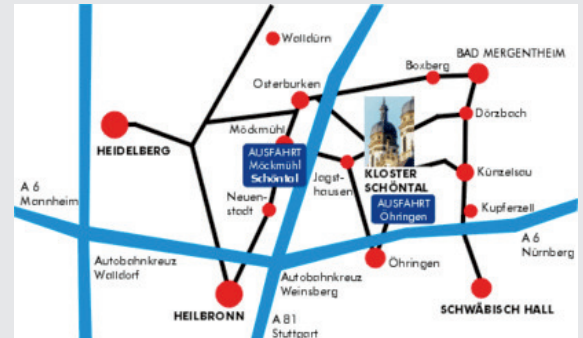 Walldürn
BAD MERGENTHEIM
Boxberg
Osterburken
Dörzbach
Möckmühl
HEIDELBERG
AUSFAHRT
Möckmühl
Schöntal
Jagst-
hausen
KLOSTER
SCHÖNTAL
Künzelsau
A 6
Mannheim
Neuen-
stadt
AUSFAHRT
Öhringen
Kupferzell
A 6
Nürnberg
Autobahnkreuz
Walldorf
Öhringen
Autobahnkreuz
Weinsberg
HEILBRONN
SCHWÄBISCH HALL
A 81
Stuttgart